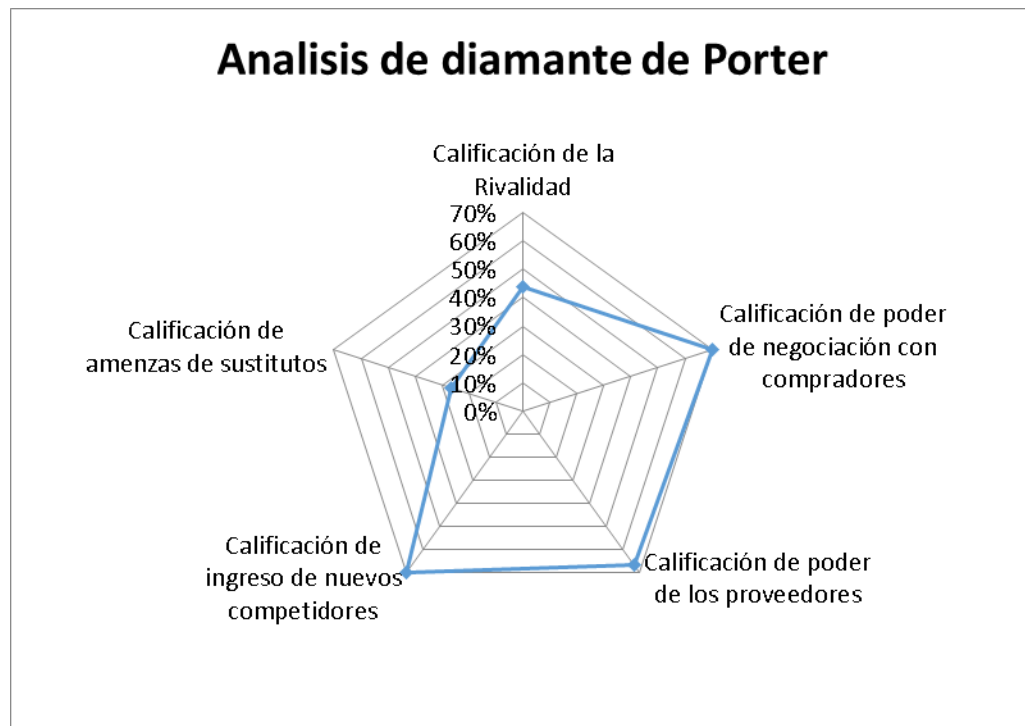 Analisis de diamante de Porter
Calificación de la
Rivalidad
70%
60%
50%
40%
30%
20%
10%
0%
Calificación de poder
de negociación con
compradores
Calificación de poder
de los proveedores
Calificación de
ingreso de nuevos
competidores
Calificación de
amenzas de sustitutos